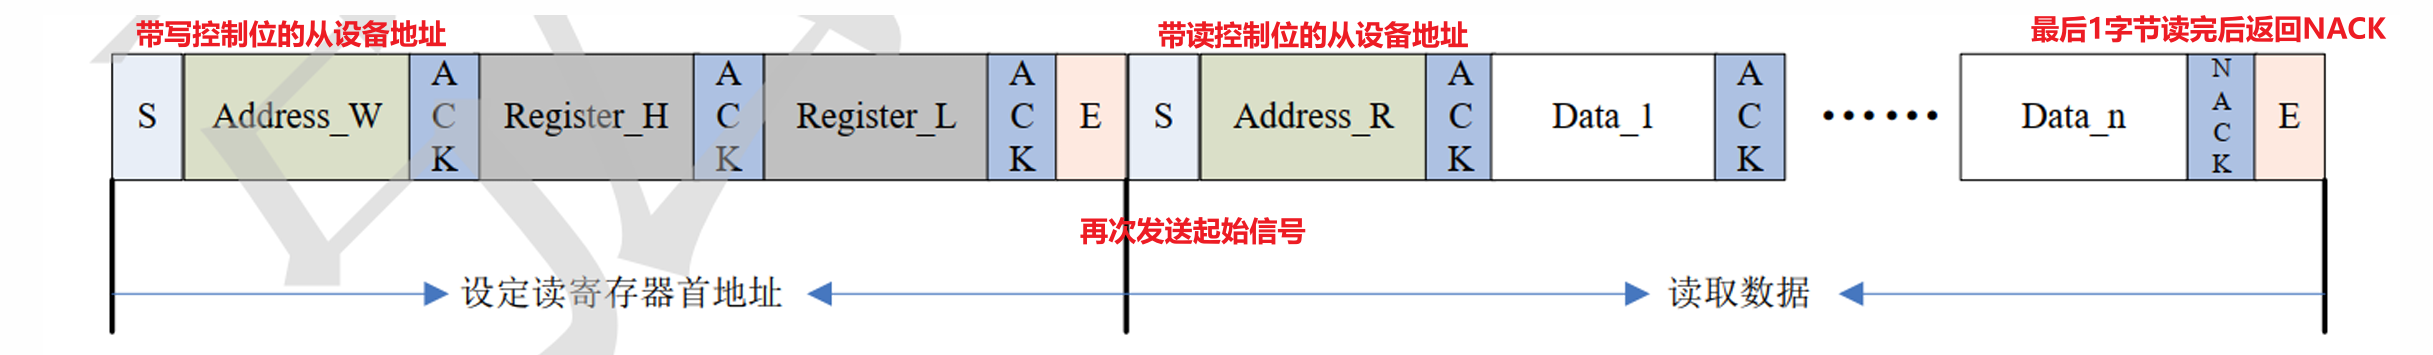 带写控制位的从设备地址
带读控制位的从设备地址
最后1字节读完后返回NACK
S Address_W ACK Register_H ACK Register_L ACK E S Address_R ACK Data_1 ACK …… Data_n NACK E
再次发送起始信号
设定读寄存器首地址
读取数据